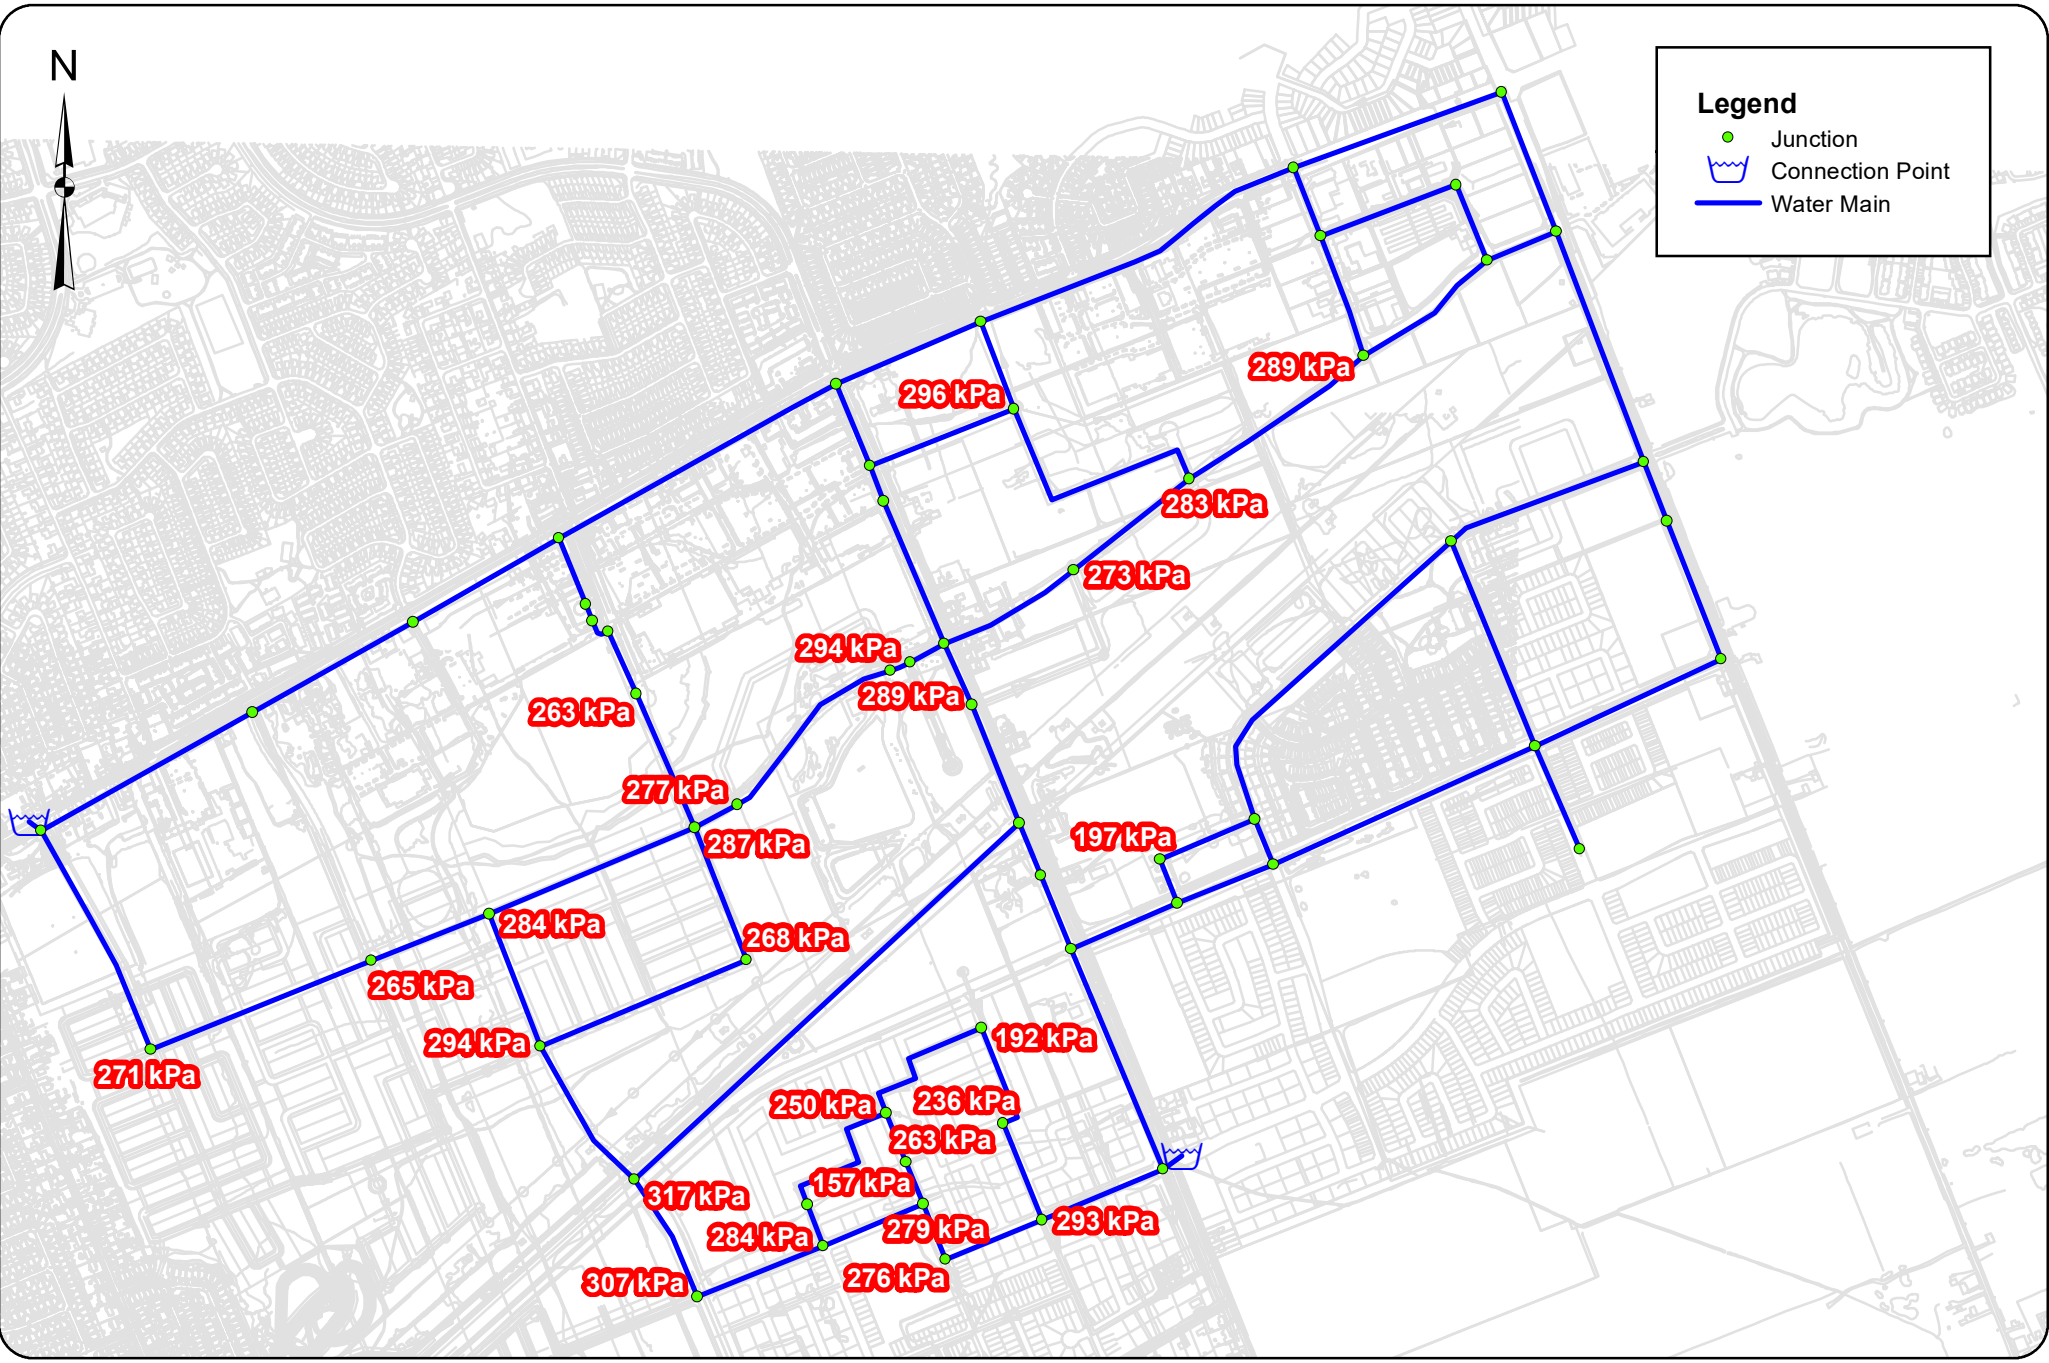 N
Legend
Junction
Connection Point
Water Main
289 kPa
296 kPa
283 kPa
273 kPa
294 kPa
289 kPa
263 kPa
277 kPa
287 kPa
197 kPa
284 kPa
268 kPa
265 kPa
294 kPa
192 kPa
271 kPa
250 kPa
236 kPa
263 kPa
157 kPa
317 kPa
293 kPa
279 kPa
284 kPa
276 kPa
307 kPa